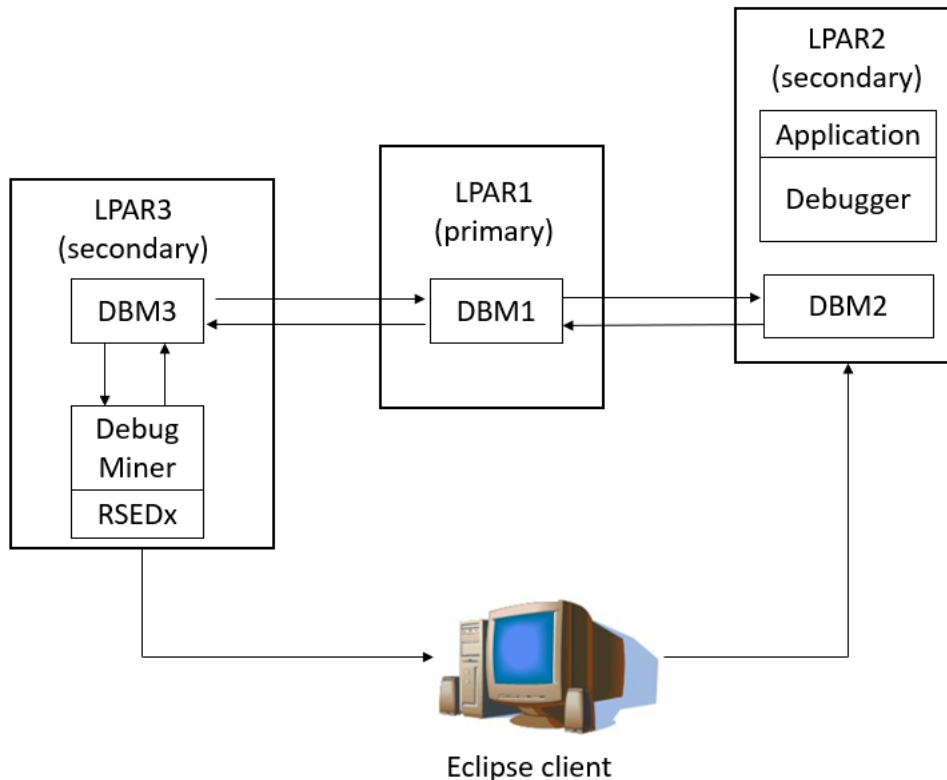 LPAR3
(secondary)
DBM3
Debug
Miner
RSEDx
LPAR1
(primary)
DBM1
LPAR2
(secondary)
Application
Debugger
DBM2
Eclipse client